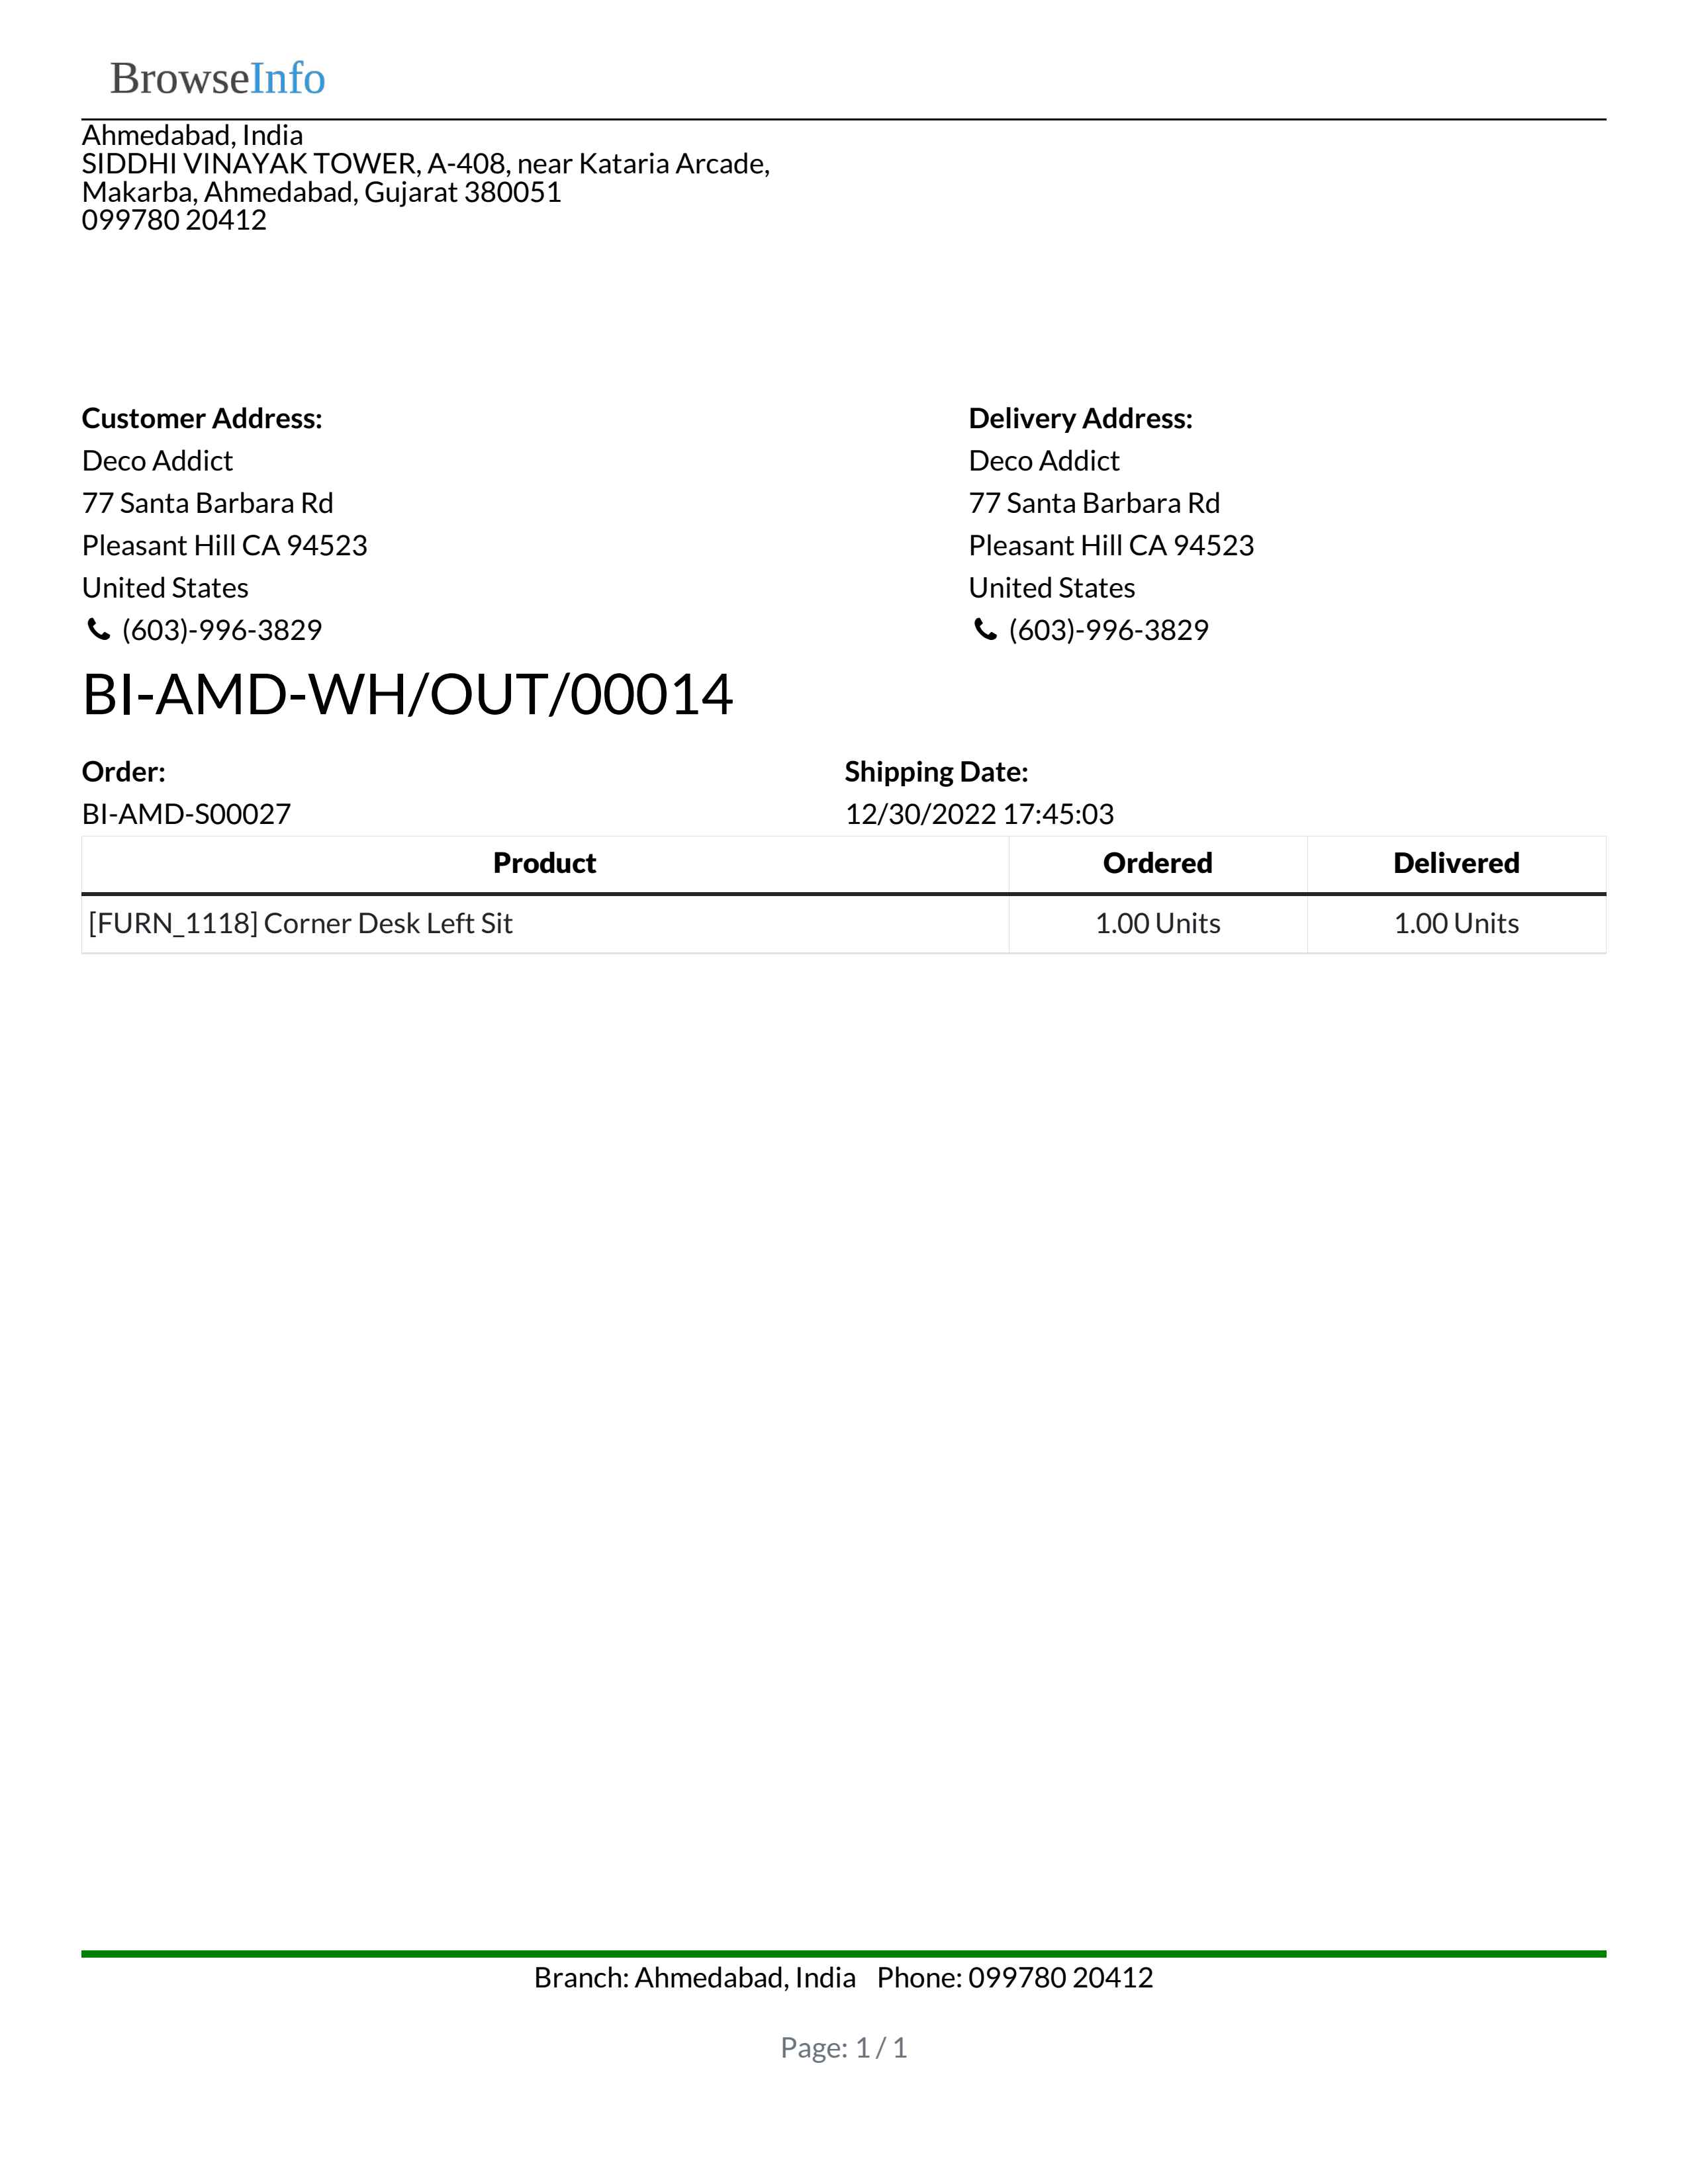 BrowseInfo
Ahmedabad, India
SIDDHI VINAYAK TOWER, A-408, near Kataria Arcade,
Makarba, Ahmedabad, Gujarat 380051
099780 20412
Customer Address:
Deco Addict
77 Santa Barbara Rd
Pleasant Hill CA 94523
United States
(603)-996-3829
Delivery Address:
Deco Addict
77 Santa Barbara Rd
Pleasant Hill CA 94523
United States
(603)-996-3829
BI-AMD-WH/OUT/00014
Order:
BI-AMD-S00027
Shipping Date:
12/30/2022 17:45:03
Product Ordered Delivered
[FURN_1118] Corner Desk Left Sit 1.00 Units 1.00 Units
Branch: Ahmedabad, India Phone: 099780 20412
Page: 1 / 1